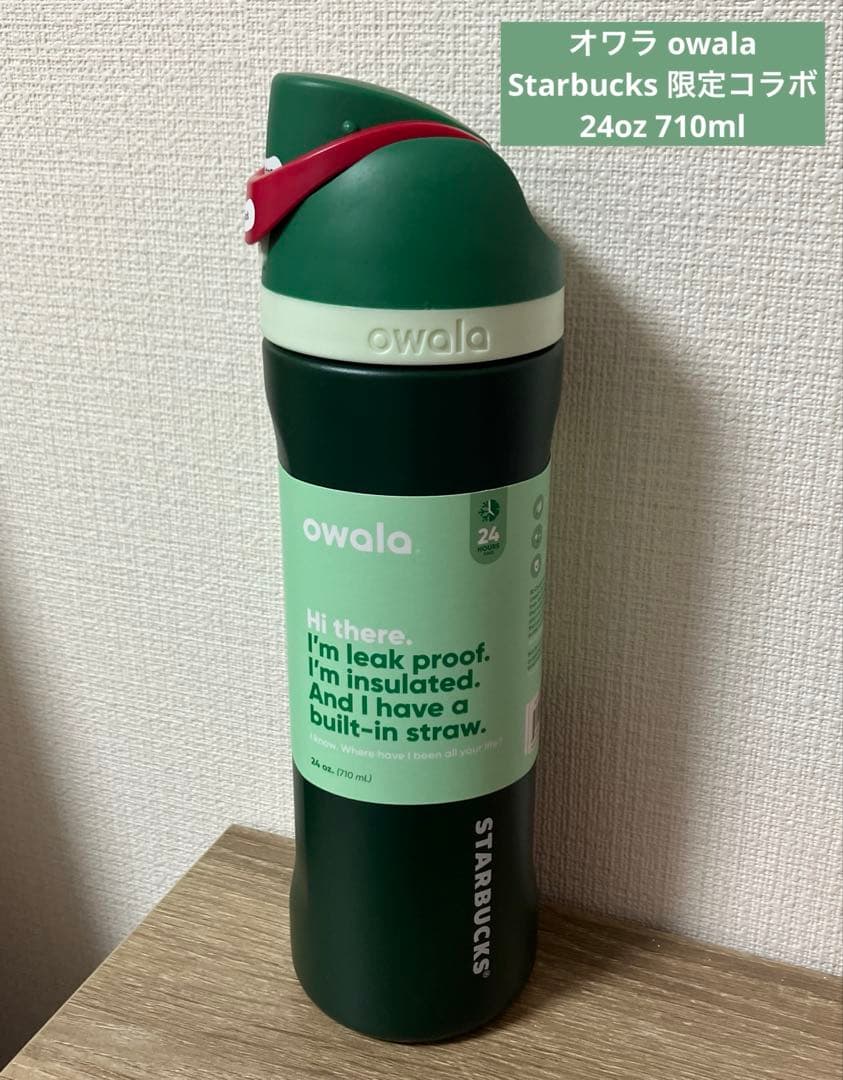 オワラ owala
Starbucks 限定コラボ
24oz 710ml
owala
owala
24
HOURS
Hi there.
I'm leak proof.
I'm insulated.
And I have a
built-in straw.
I know. Where have I been all your life?
24 oz. (710 mL)
STARBUCKS®